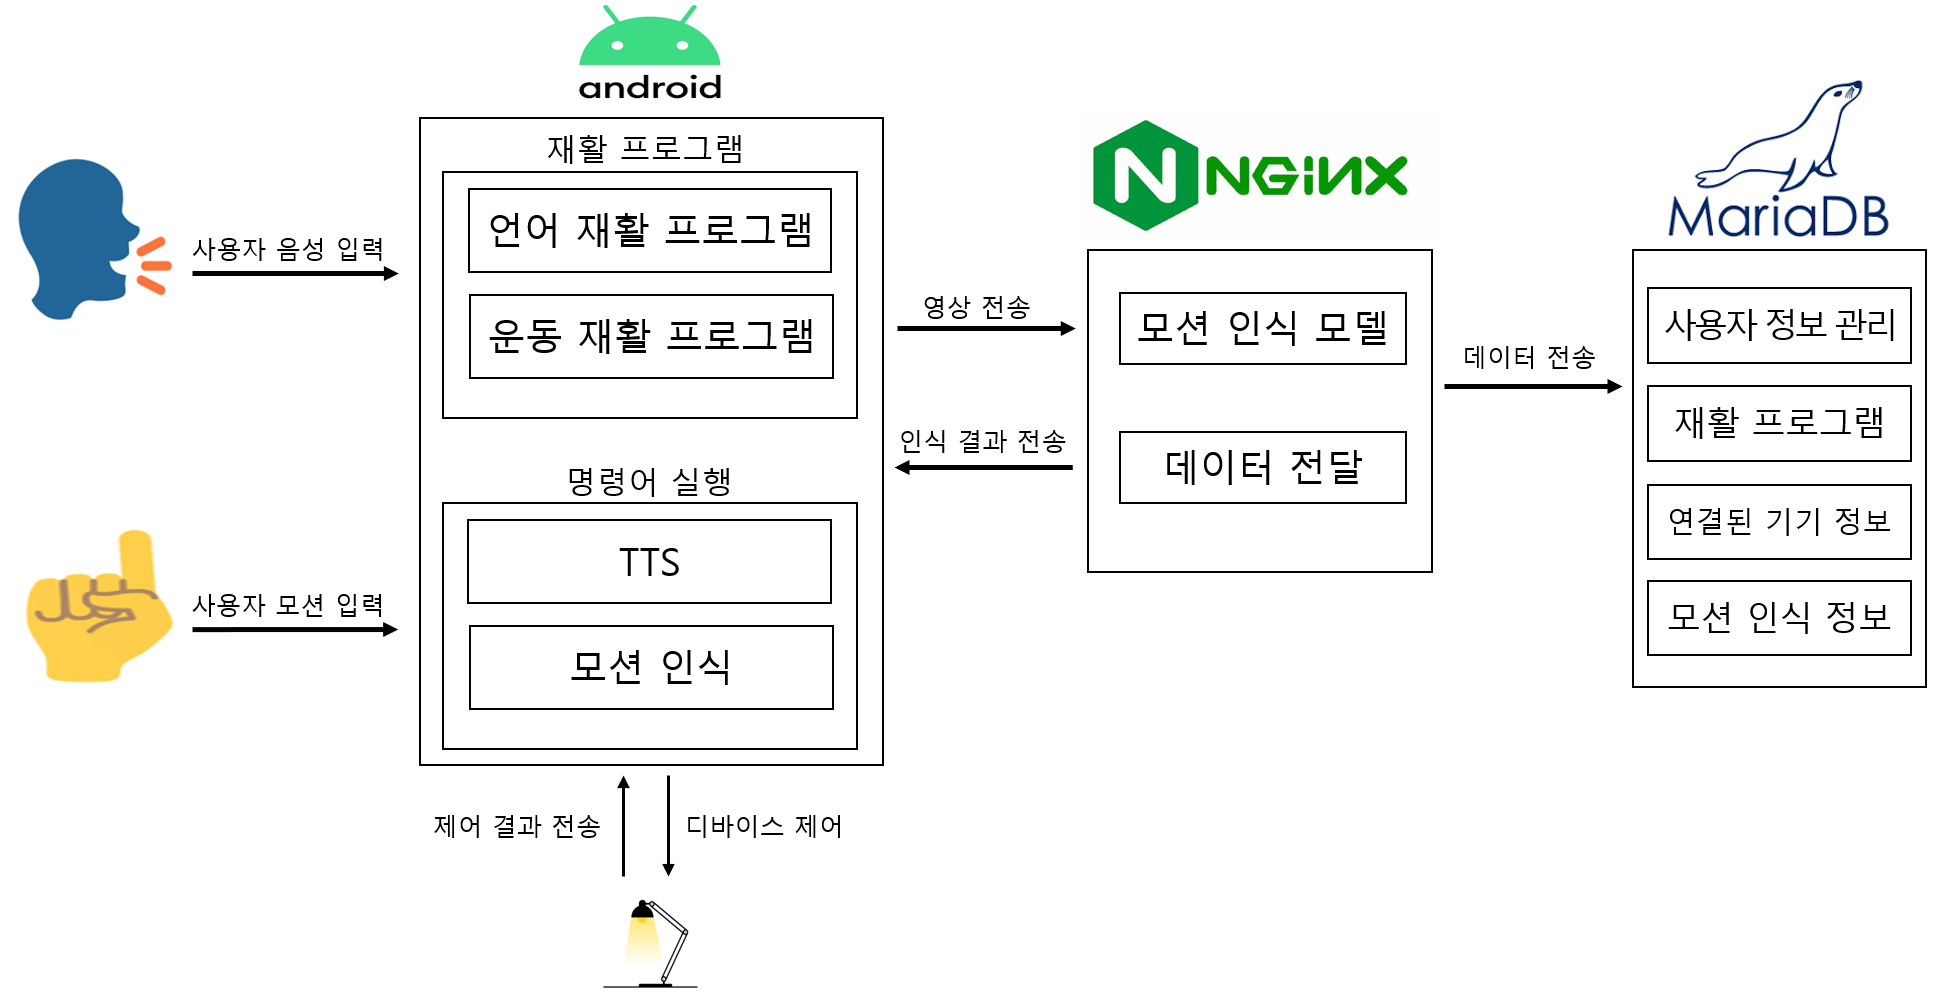 android
재활 프로그램
언어 재활 프로그램
운동 재활 프로그램
명령어 실행
TTS
모션 인식
사용자 음성 입력
사용자 모션 입력
제어 결과 전송
디바이스 제어
영상 전송
인식 결과 전송
N NGiNX
모션 인식 모델
데이터 전달
데이터 전송
MariaDB
사용자 정보 관리
재활 프로그램
연결된 기기 정보
모션 인식 정보